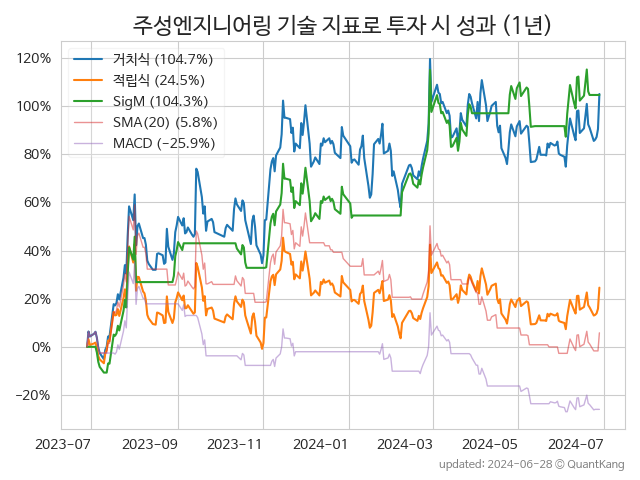 주성엔지니어링 기술 지표로 투자 시 성과 (1년)
120%
100%
80%
60%
40%
20%
0%
−20%
거치식 (104.7%)
적립식 (24.5%)
SigM (104.3%)
SMA(20) (5.8%)
MACD (−25.9%)
2023-07
2023-09
2023-11
2024-01
2024-03
2024-05
2024-07
updated: 2024-06-28 © QuantKang